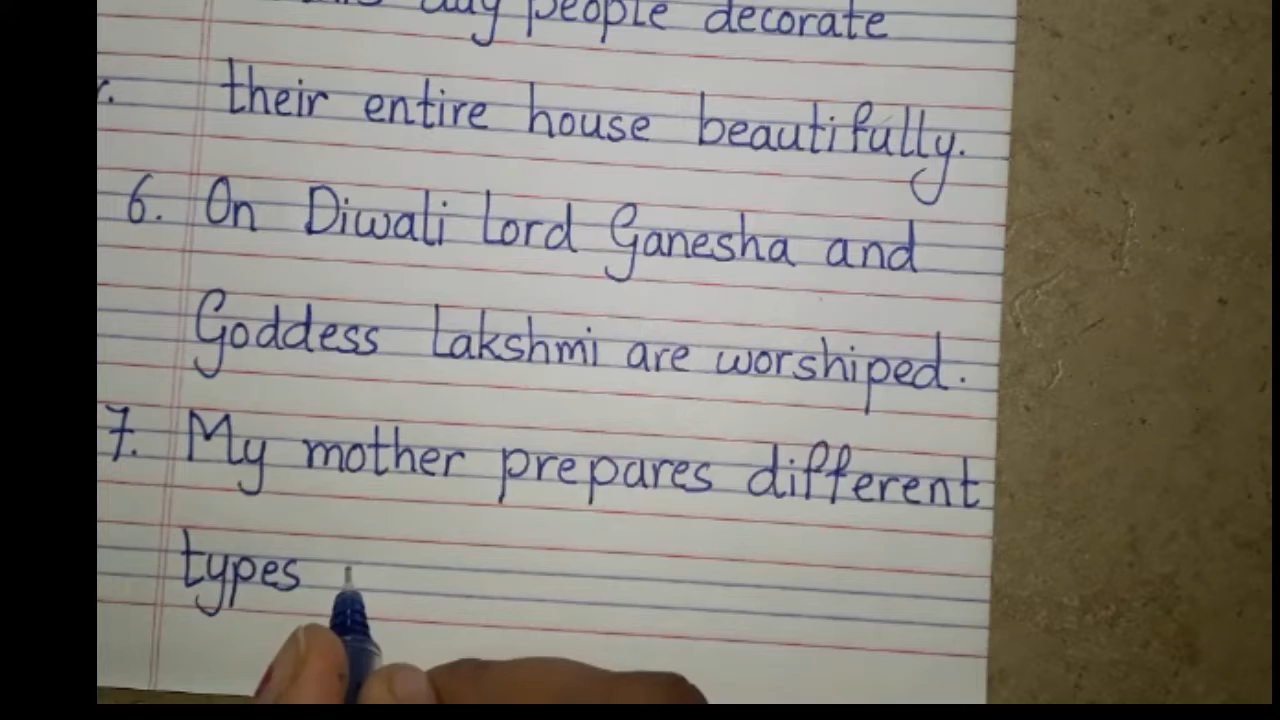 day people decorate
their entire house beautifully.
6. On Diwali Lord Ganesha and
Goddess Lakshmi are worshiped.
7. My mother prepares different
types